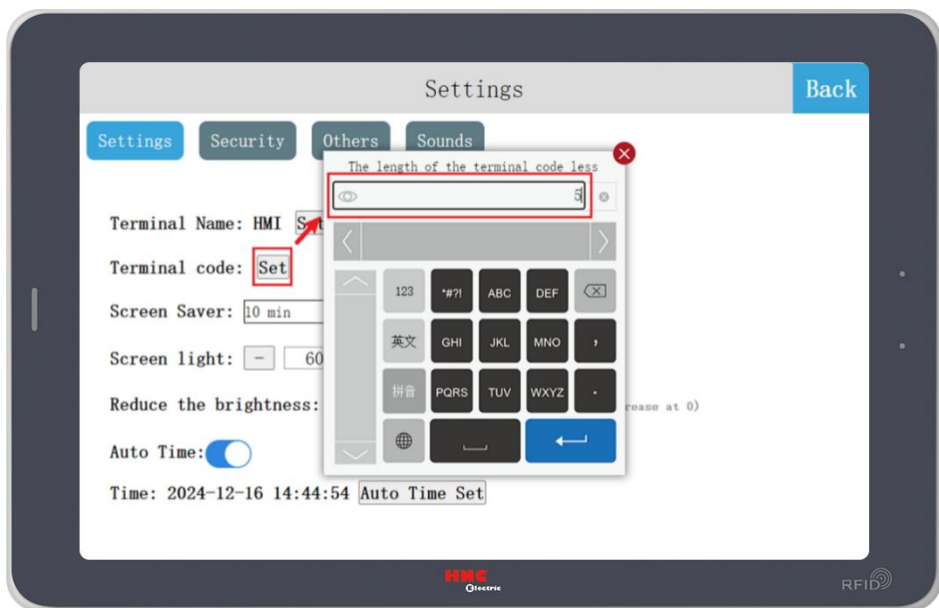 Settings
Back
Settings Security Others Sounds
The length of the terminal code less
5
Terminal Name: HMI Set
Terminal code: Set
Screen Saver: 10 min
Screen light: - 60
Reduce the brightness: rease at 0)
Auto Time:
Time: 2024-12-16 14:44:54 Auto Time Set
123 *#?! ABC DEF
英文 GHI JKL MNO ,
拼音 PQRS TUV WXYZ .
HNC
Electric
RFID